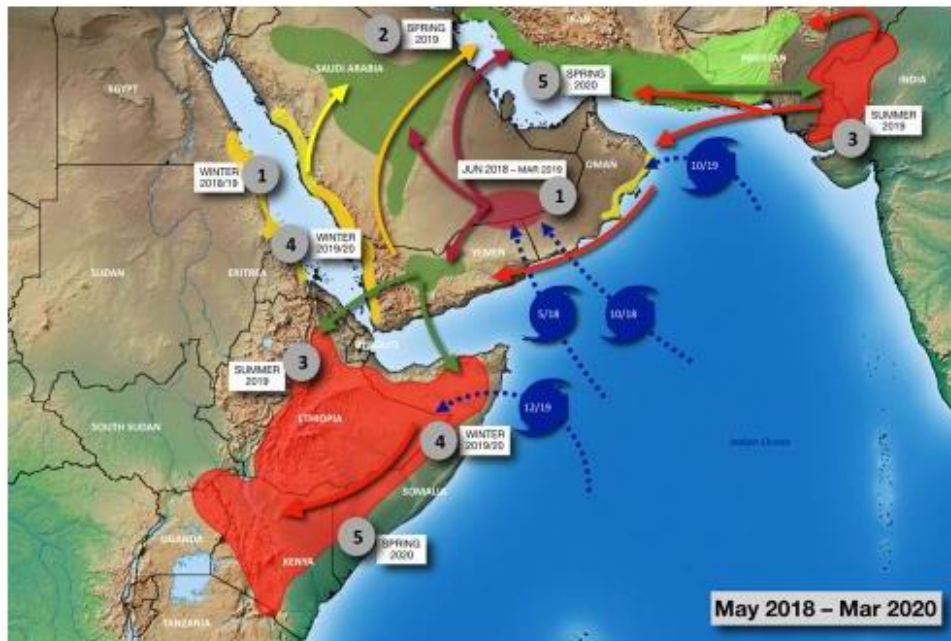 2
SPRING
2019
IRAN
SAUDI ARABIA
EGYPT
5
SPRING
2020
PAKISTAN
INDIA
SUMMER
2019
3
WINTER
2018/19
1
JUN 2018 – MAR 2019
1
OMAN
10/19
4
WINTER
2019/20
YEMEN
SUDAN
ERITREA
5/18
10/18
DJIBOUTI
3
SUMMER
2019
12/19
ETHIOPIA
SOUTH SUDAN
4
WINTER
2019/20
Indian Ocean
SOMALIA
UGANDA
5
SPRING
2020
KENYA
TANZANIA
May 2018 – Mar 2020